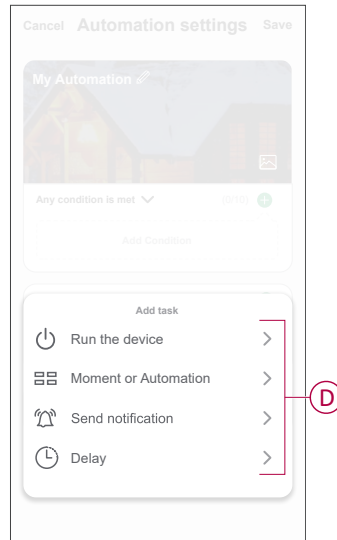 Cancel Automation settings Save
My Automation
Any condition is met (0/10)
Add Condition
Add task
Run the device
Moment or Automation
Send notification
Delay
D